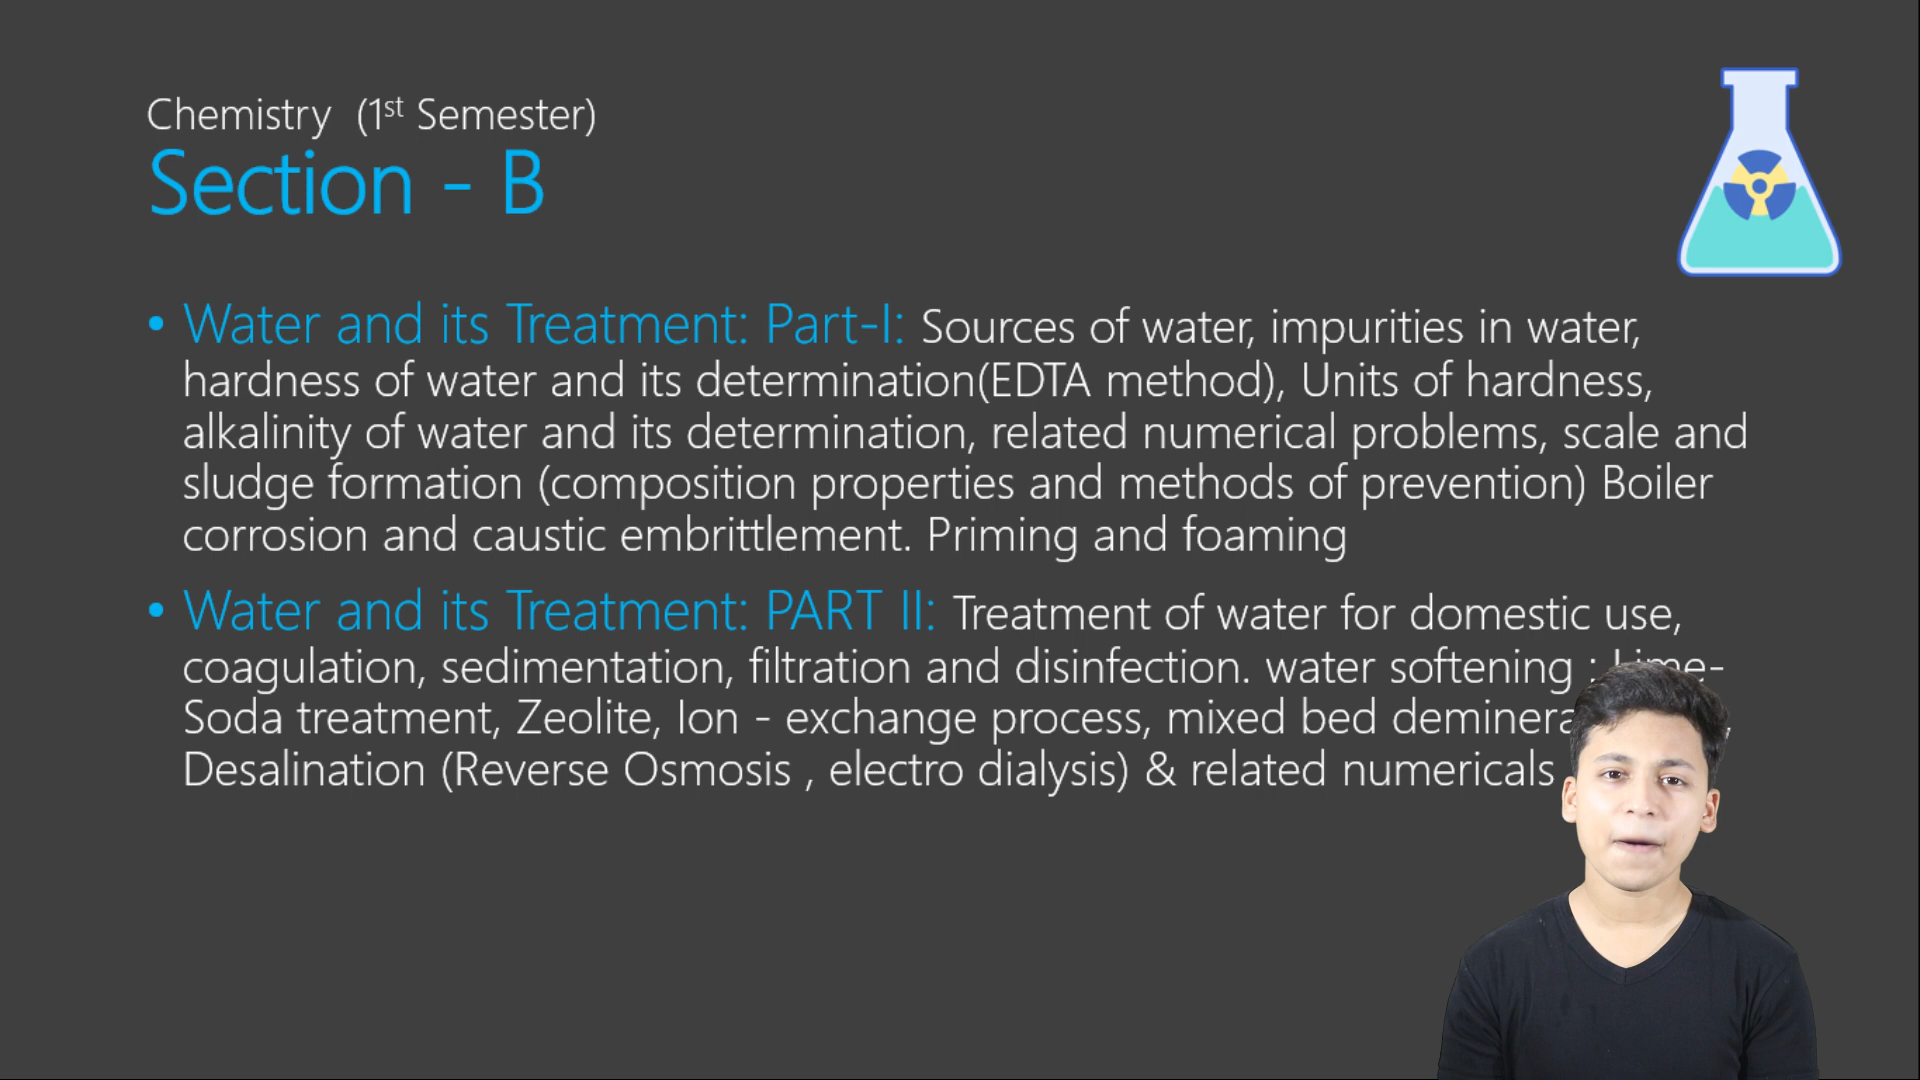 Chemistry (1st Semester)
Section - B
• Water and its Treatment: Part-I: Sources of water, impurities in water,
hardness of water and its determination(EDTA method), Units of hardness,
alkalinity of water and its determination, related numerical problems, scale and
sludge formation (composition properties and methods of prevention) Boiler
corrosion and caustic embrittlement. Priming and foaming
• Water and its Treatment: PART II: Treatment of water for domestic use,
coagulation, sedimentation, filtration and disinfection. water softening : Lime-
Soda treatment, Zeolite, Ion - exchange process, mixed bed
Desalination (Reverse Osmosis , electro dialysis) & related numericals